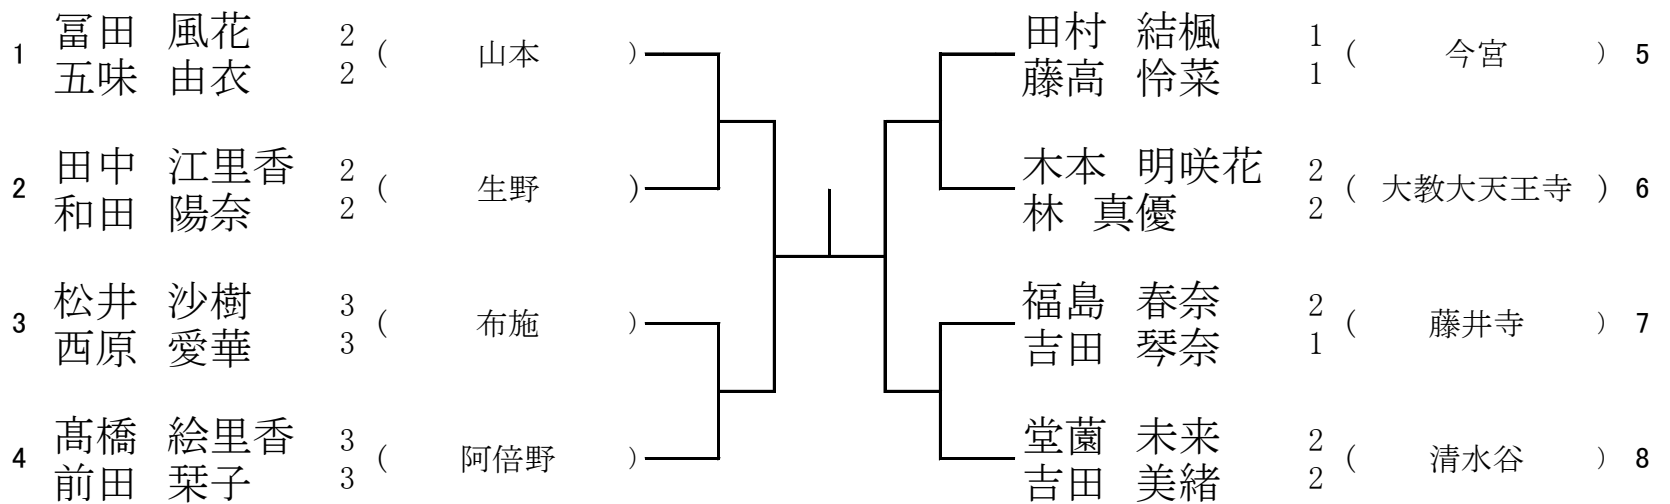 1 冨田 風花 2 ( 山本 )
五味 由衣 2
2 田中 江里香 2 ( 生野 )
和田 陽奈 2
3 松井 沙樹 3 ( 布施 )
西原 愛華 3
4 髙橋 絵里香 3 ( 阿倍野 )
前田 栞子 3
田村 結楓 1 ( 今宮 ) 5
藤高 怜菜 1
木本 明咲花 2 ( 大教大天王寺 ) 6
林 真優 2
福島 春奈 2 ( 藤井寺 ) 7
吉田 琴奈 1
堂薗 未来 2 ( 清水谷 ) 8
吉田 美緒 2